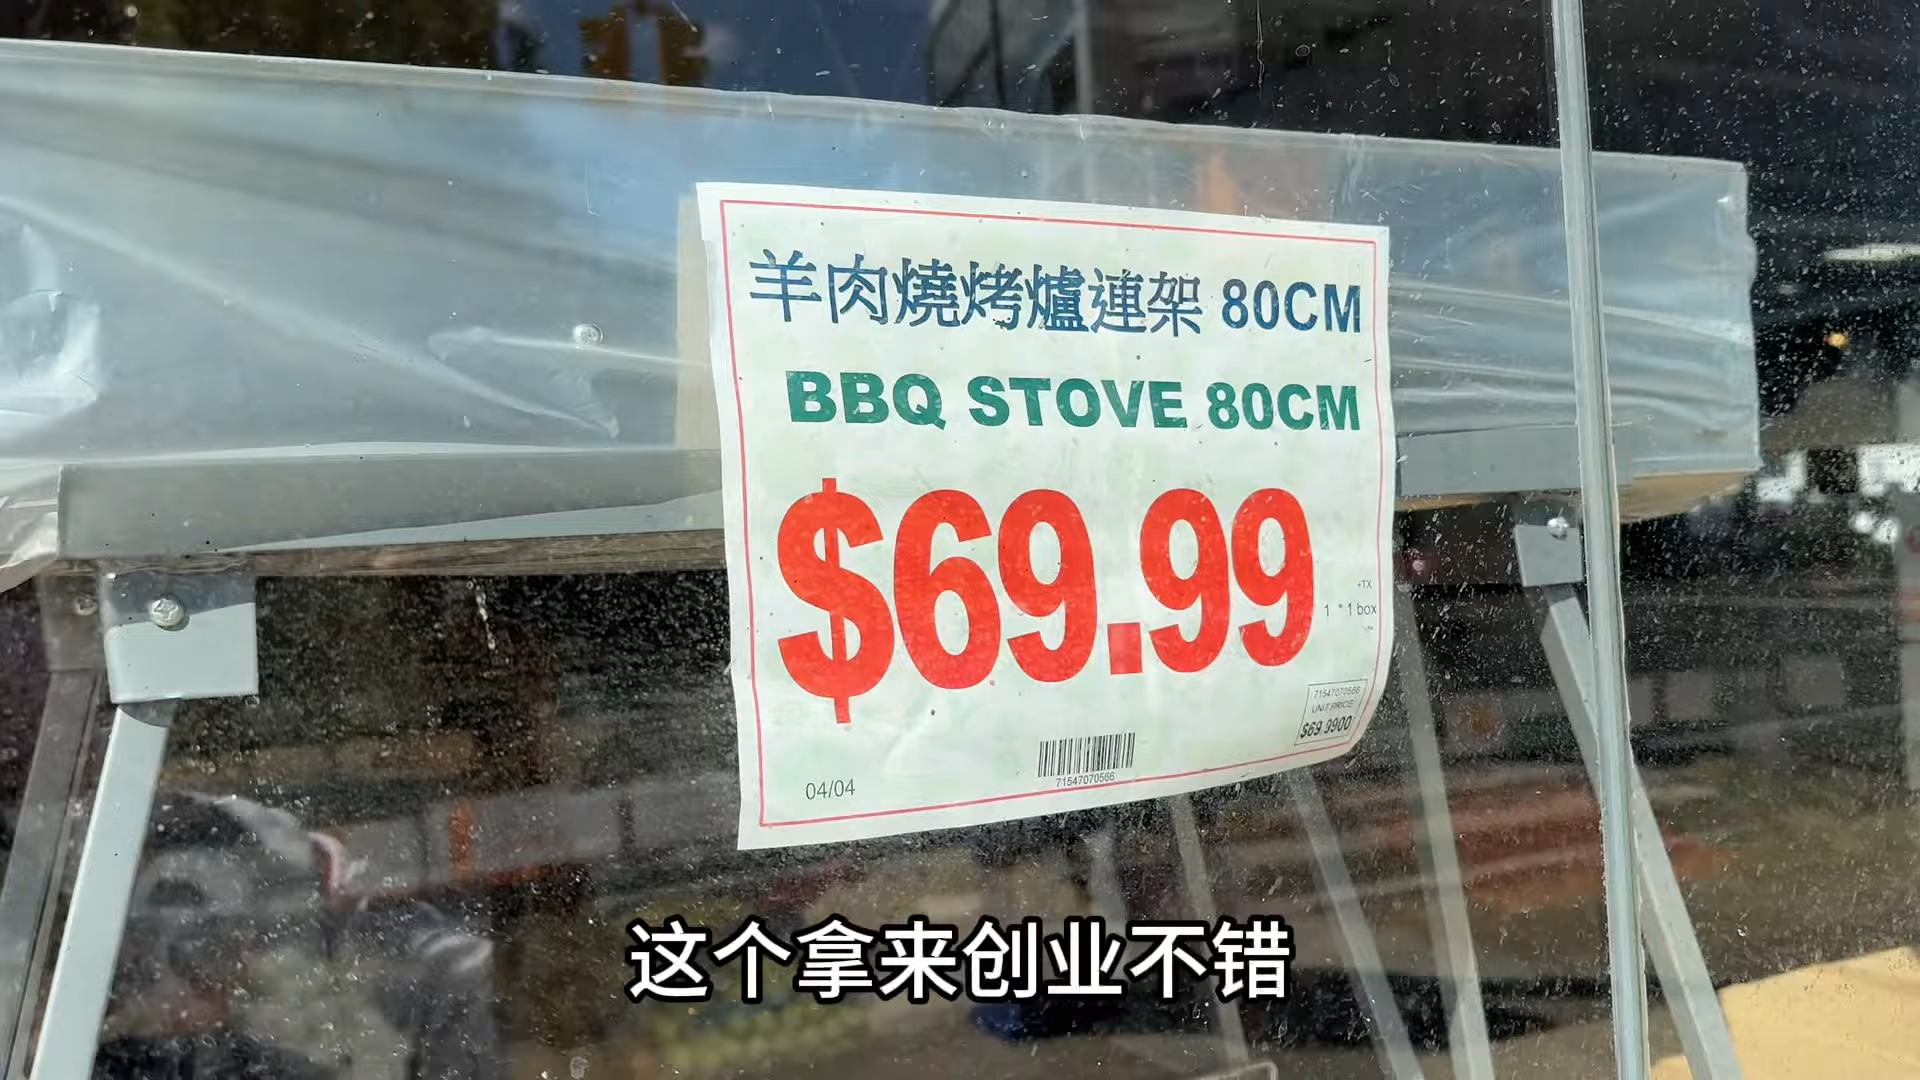 羊肉燒烤爐連架 80CM
BBQ STOVE 80CM
$69.99
+TX
1 * 1 box
71547070566
UNIT PRICE
$69.9900
04/04
71547070566
这个拿来创业不错